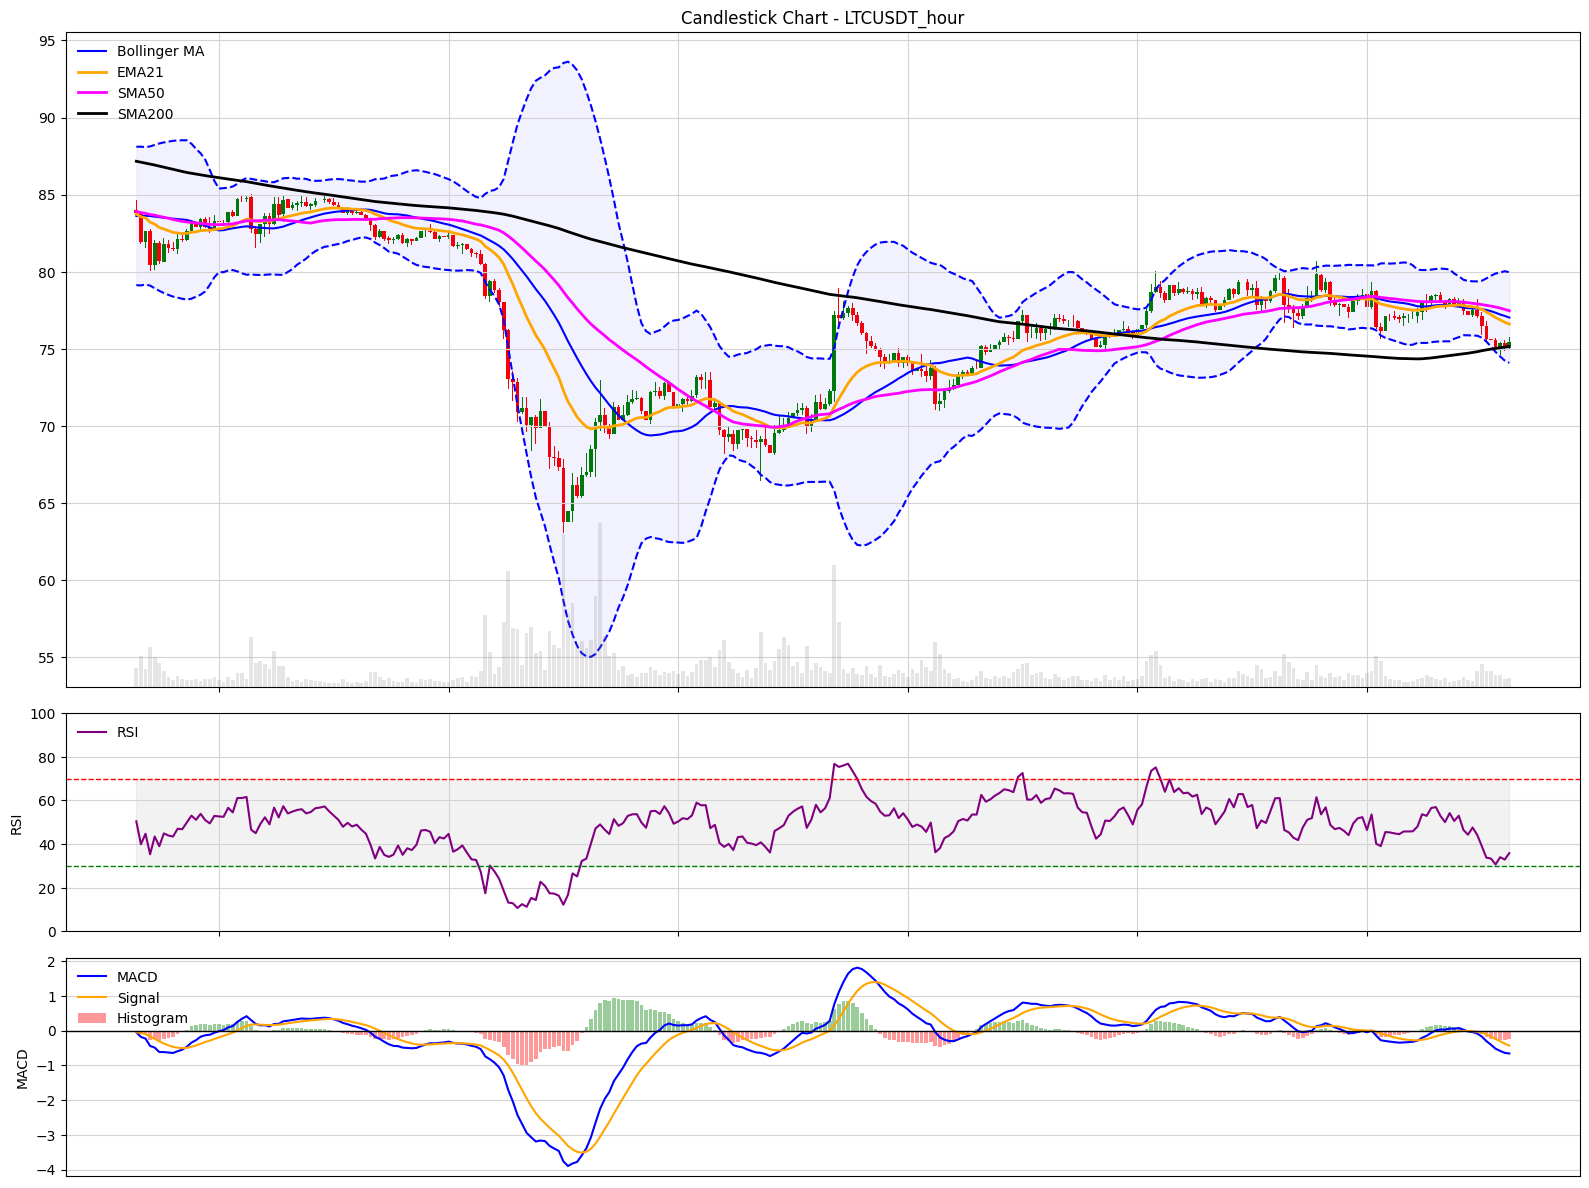 Candlestick Chart - LTCUSDT_hour
95
90
85
80
75
70
65
60
55
Bollinger MA
EMA21
SMA50
SMA200
100
80
60
40
20
0
RSI
RSI
2
1
0
−1
−2
−3
−4
MACD
MACD
Signal
Histogram